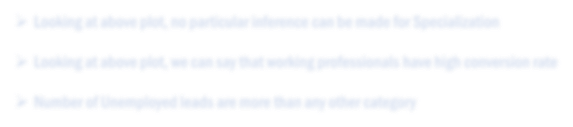 ➢ Looking at above plot, no particular inference can be made for Specialization
➢ Looking at above plot, we can say that working professionals have high conversion rate
➢ Number of Unemployed leads are more than any other category